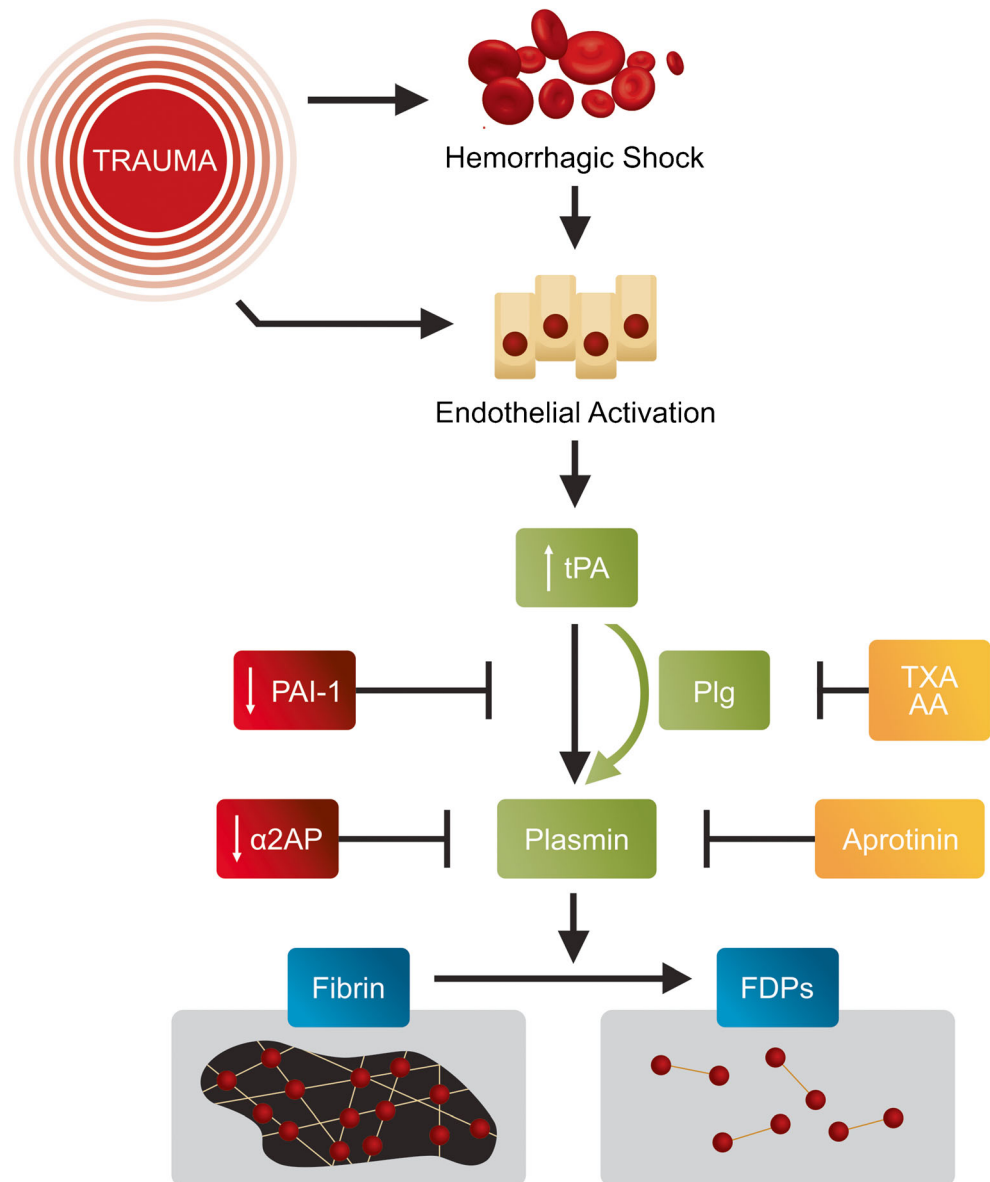 TRAUMA
Hemorrhagic Shock
Endothelial Activation
↑ tPA
↓ PAI-1
Plg
TXA
AA
↓ α2AP
Plasmin
Aprotinin
Fibrin
FDPs